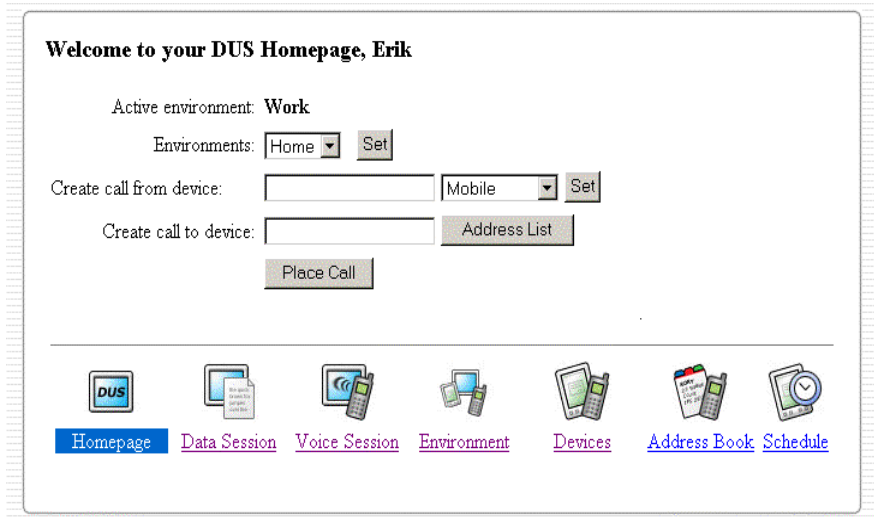 Welcome to your DUS Homepage, Erik
Active environment: Work
Environments: Home Set
Create call from device: Mobile Set
Create call to device: Address List
Place Call
DUS
Homepage Data Session Voice Session Environment Devices Address Book Schedule